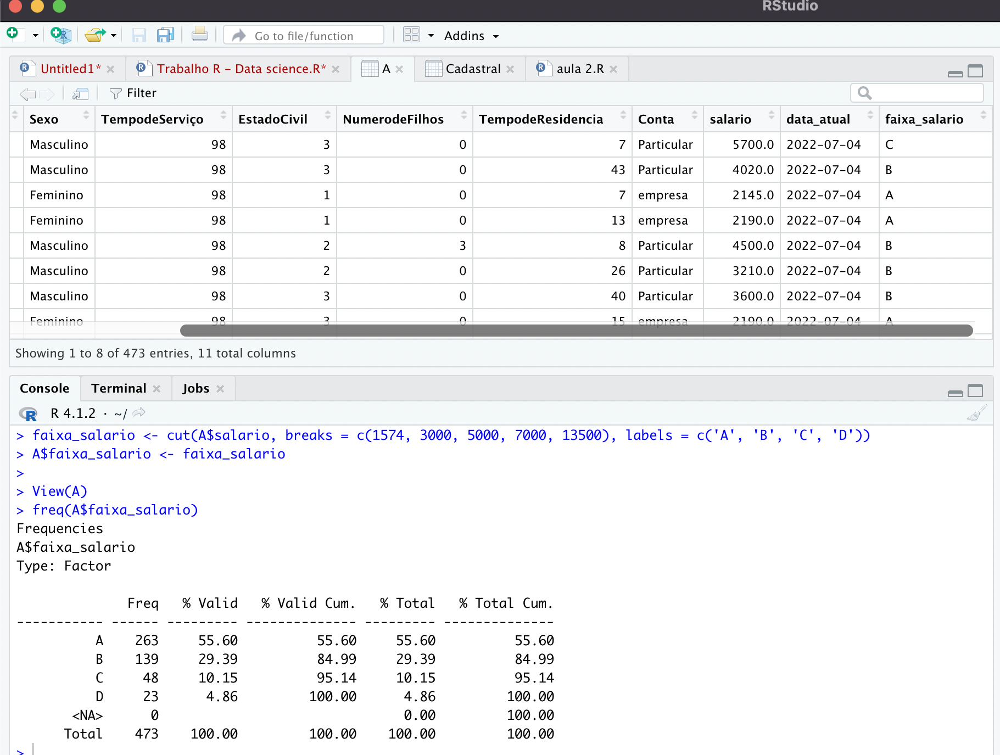 RStudio
Go to file/function Addins
Untitled1* Trabalho R - Data science.R* A Cadastral aula 2.R
Filter
Sexo TempodeServiço EstadoCivil NumerodeFilhos TempodeResidencia Conta salario data_atual faixa_salario
Masculino 98 3 0 7 Particular 5700.0 2022-07-04 C
Masculino 98 3 0 43 Particular 4020.0 2022-07-04 B
Feminino 98 1 0 7 empresa 2145.0 2022-07-04 A
Feminino 98 1 0 13 empresa 2190.0 2022-07-04 A
Masculino 98 2 3 8 Particular 4500.0 2022-07-04 B
Masculino 98 2 0 26 Particular 3210.0 2022-07-04 B
Masculino 98 3 0 40 Particular 3600.0 2022-07-04 B
Feminino 98 3 0 15 empresa 2190.0 2022-07-04 A
Showing 1 to 8 of 473 entries, 11 total columns
Console Terminal Jobs
R 4.1.2 · ~/
> faixa_salario <- cut(A$salario, breaks = c(1574, 3000, 5000, 7000, 13500), labels = c('A', 'B', 'C', 'D'))
> A$faixa_salario <- faixa_salario
>
> View(A)
> freq(A$faixa_salario)
Frequencies
A$faixa_salario
Type: Factor
Freq % Valid % Valid Cum. % Total % Total Cum.
----------- ------ --------- -------------- --------- --------------
A 263 55.60 55.60 55.60 55.60
B 139 29.39 84.99 29.39 84.99
C 48 10.15 95.14 10.15 95.14
D 23 4.86 100.00 4.86 100.00
<NA> 0 0.00 100.00
Total 473 100.00 100.00 100.00 100.00
>